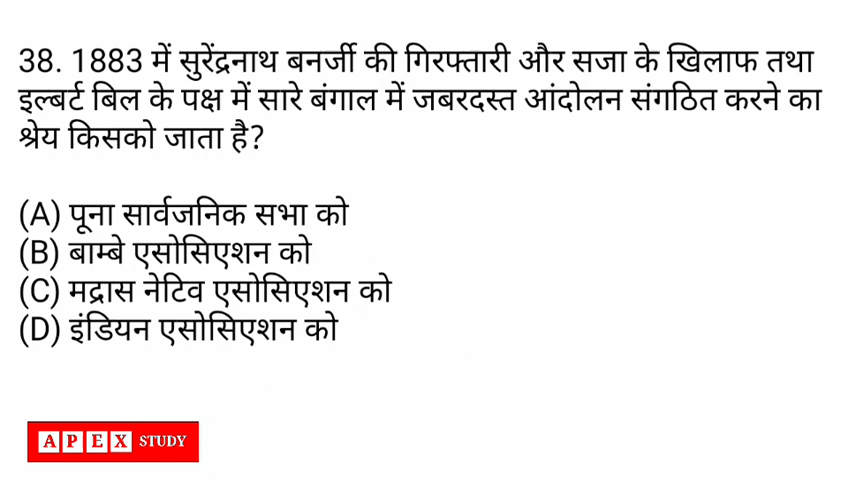 38. 1883 में सुरेंद्रनाथ बनर्जी की गिरफ्तारी और सजा के खिलाफ तथा
इल्बर्ट बिल के पक्ष में सारे बंगाल में जबरदस्त आंदोलन संगठित करने का
श्रेय किसको जाता है?
(A) पूना सार्वजनिक सभा को
(B) बाम्बे एसोसिएशन को
(C) मद्रास नेटिव एसोसिएशन को
(D) इंडियन एसोसिएशन को
APEX STUDY